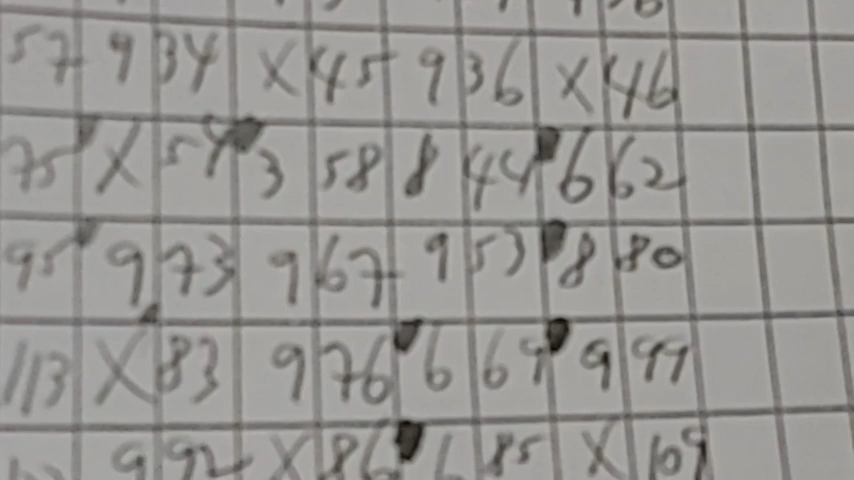 57 9 34 X 45 9 36 X 46
75 X 54 3 58 8 44 6 62
95 9 73 9 67 9 53 8 80
113 X 83 9 76 6 69 9 99
9 92 X 86 6 85 X 109